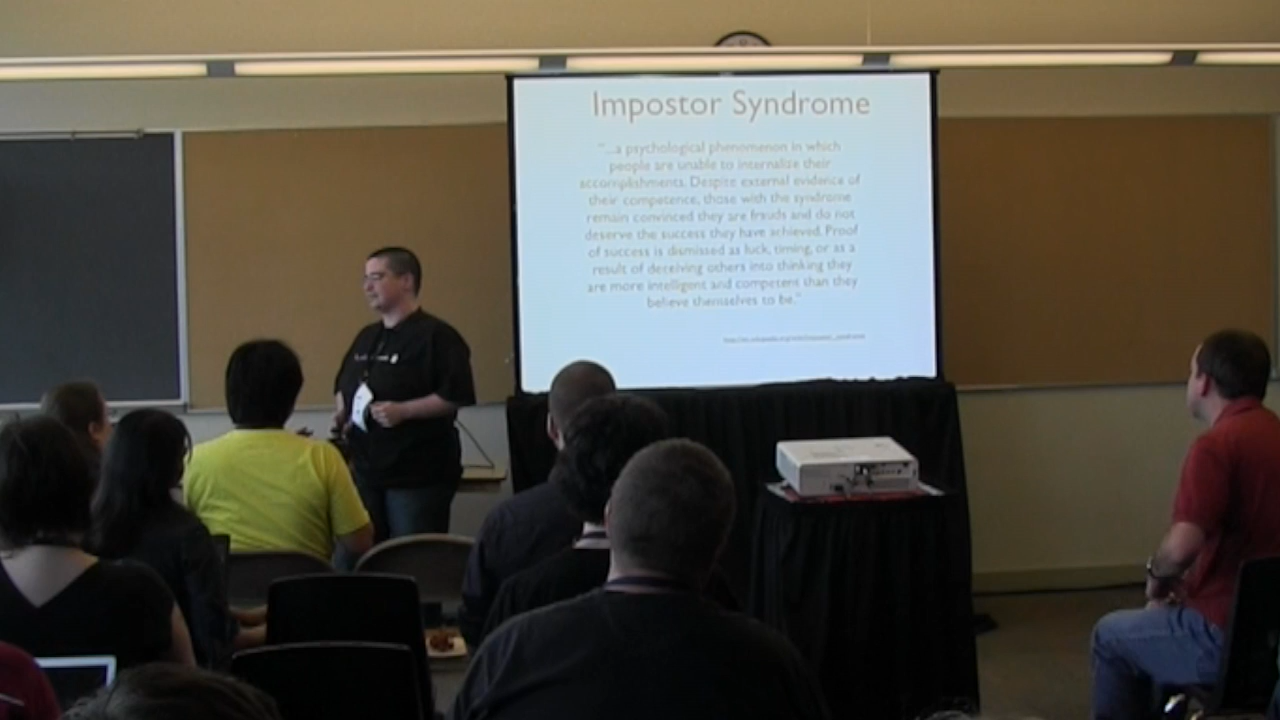 Impostor Syndrome
"...a psychological phenomenon in which
people are unable to internalize their
accomplishments. Despite external evidence of
their competence, those with the syndrome
remain convinced they are frauds and do not
deserve the success they have achieved. Proof
of success is dismissed as luck, timing, or as a
result of deceiving others into thinking they
are more intelligent and competent than they
believe themselves to be."